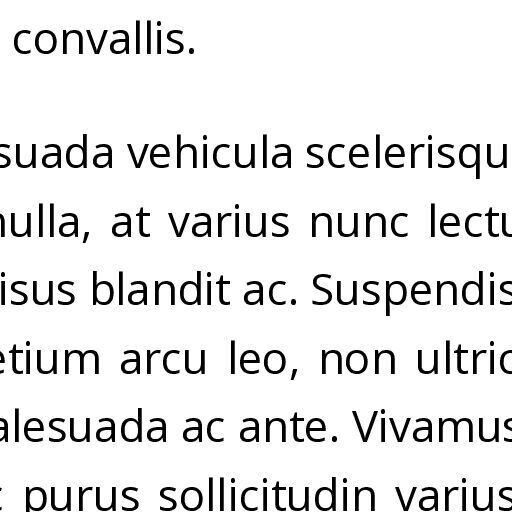 convallis.
suada vehicula scelerisqu
nulla, at varius nunc lectu
isus blandit ac. Suspendis
etium arcu leo, non ultric
alesuada ac ante. Vivamus
c purus sollicitudin varius